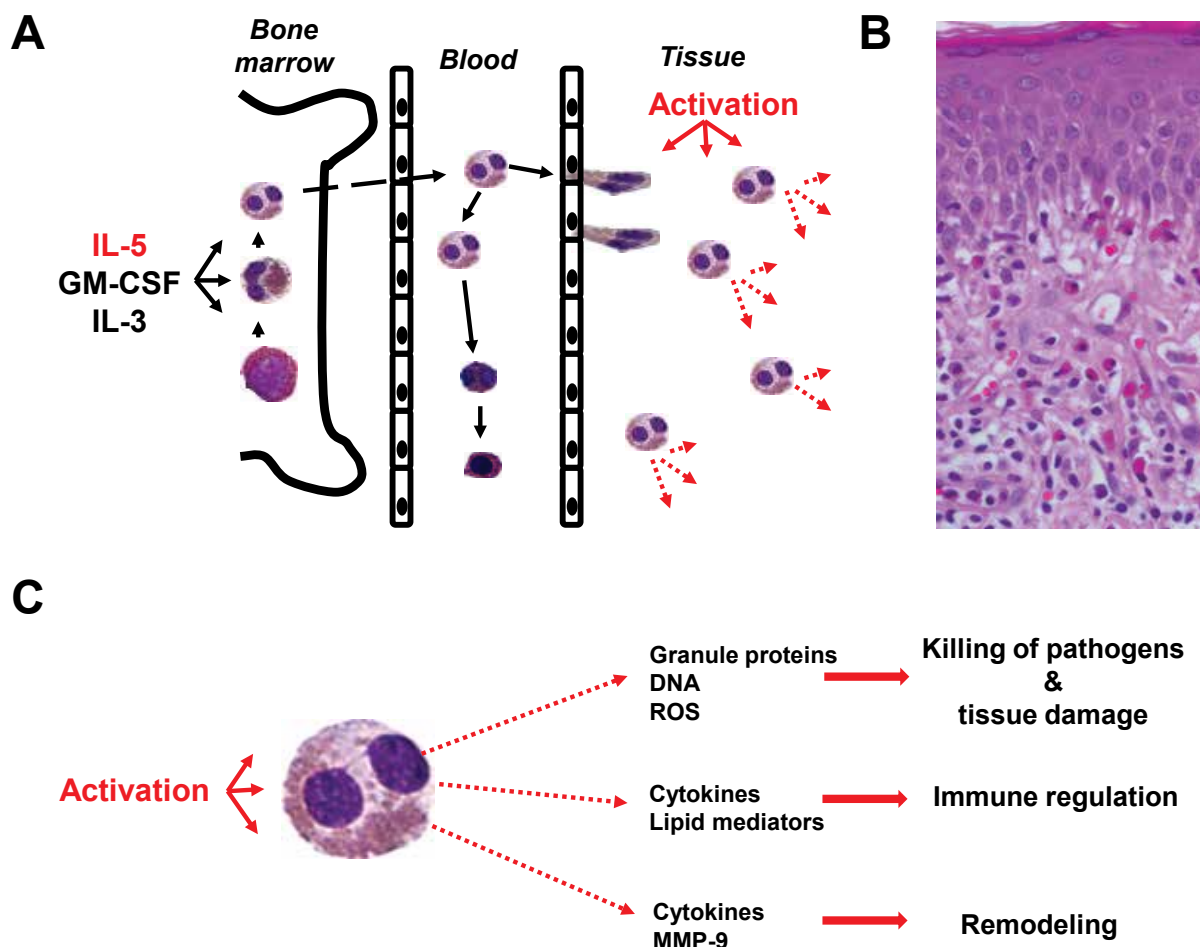 A
Bone
marrow
Blood
Tissue
Activation
IL-5
GM-CSF
IL-3
B
C
Activation
Granule proteins
DNA
ROS
Killing of pathogens
&
tissue damage
Cytokines
Lipid mediators
Immune regulation
Cytokines
MMP-9
Remodeling